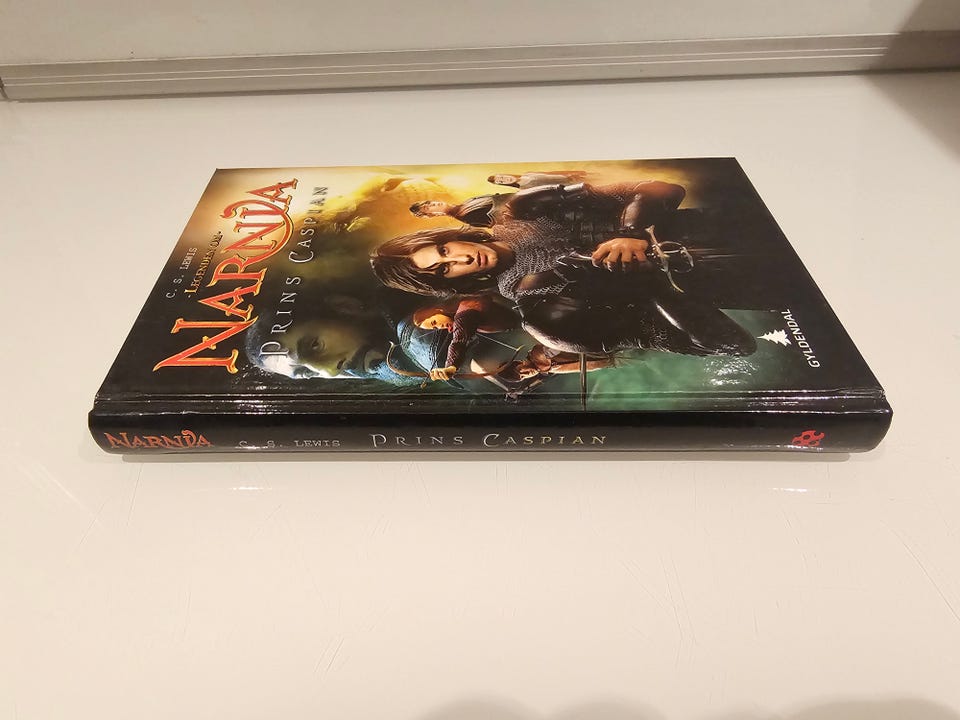 C. S. LEWIS
-LEGENDEN OM-
NARNIA
PRINS CASPIAN
GYLDENDAL
NARNIA C. S. LEWIS PRINS CASPIAN